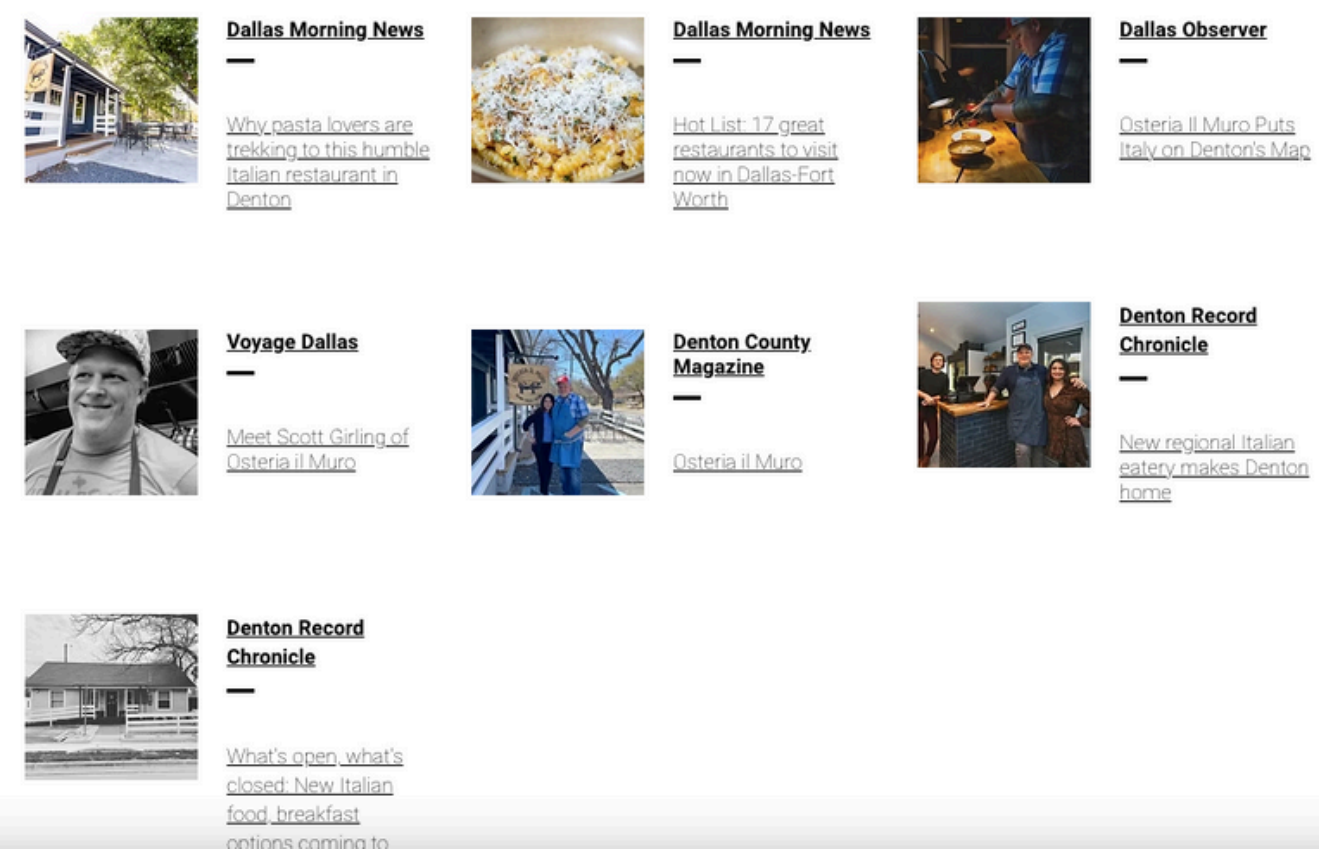 Dallas Morning News
Why pasta lovers are
trekking to this humble
Italian restaurant in
Denton
Dallas Morning News
Hot List: 17 great
restaurants to visit
now in Dallas-Fort
Worth
Dallas Observer
Osteria Il Muro Puts
Italy on Denton's Map
Voyage Dallas
Meet Scott Girling of
Osteria il Muro
Denton County
Magazine
Osteria il Muro
Denton Record
Chronicle
New regional Italian
eatery makes Denton
home
Denton Record
Chronicle
What's open, what's
closed: New Italian
food, breakfast
options coming to